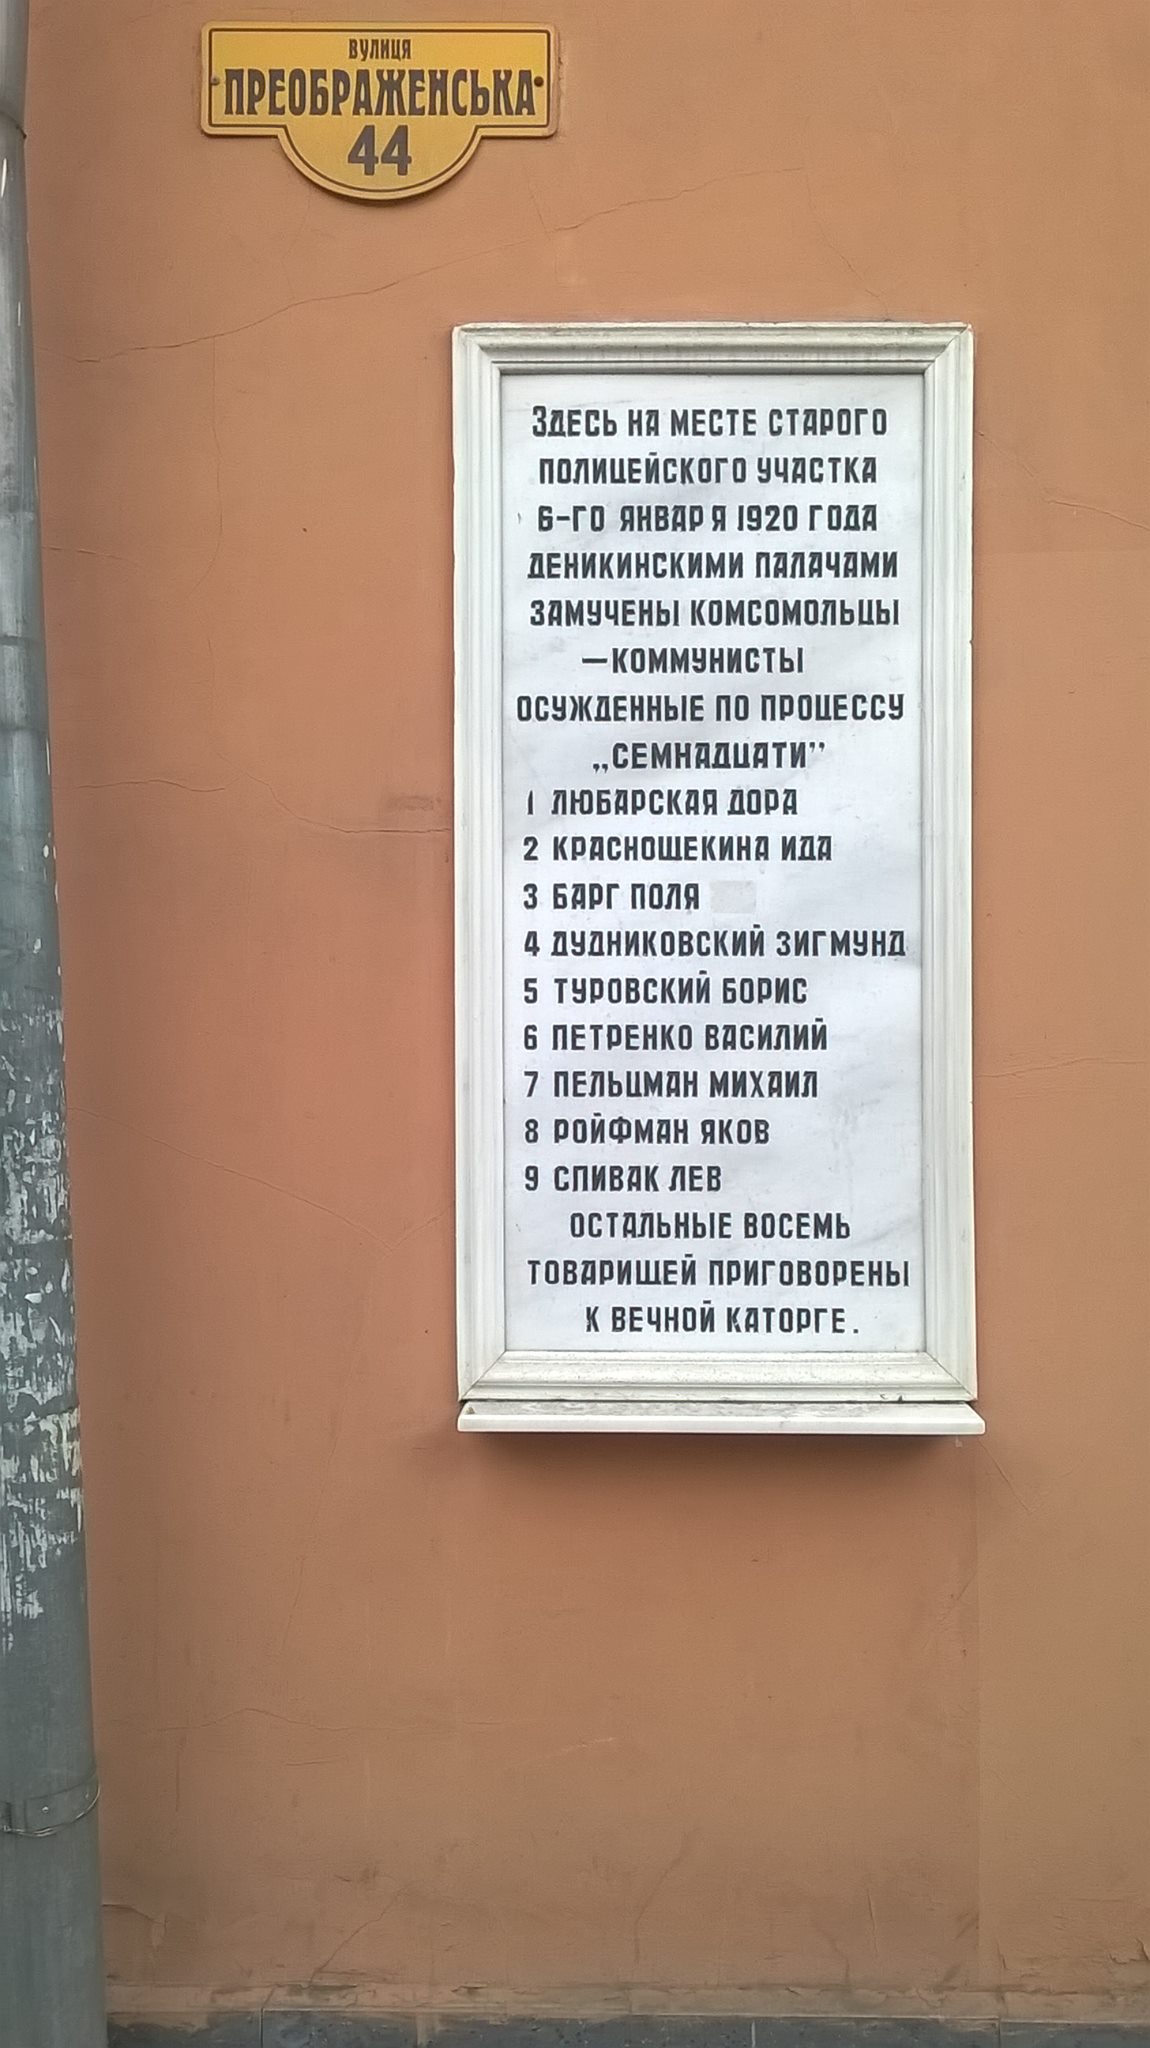 вулиця
ПРЕОБРАЖЕНСЬКА
44
ЗДЕСЬ НА МЕСТЕ СТАРОГО
ПОЛИЦЕЙСКОГО УЧАСТКА
6-ГО ЯНВАРЯ 1920 ГОДА
ДЕНИКИНСКИМИ ПАЛАЧАМИ
ЗАМУЧЕНЫ КОМСОМОЛЬЦЫ
—КОММУНИСТЫ
ОСУЖДЕННЫЕ ПО ПРОЦЕССУ
„СЕМНАДЦАТИ”
1 ЛЮБАРСКАЯ ДОРА
2 КРАСНОЩЕКИНА ИДА
3 БАРГ ПОЛЯ
4 ДУДНИКОВСКИЙ ЗИГМУНД
5 ТУРОВСКИЙ БОРИС
6 ПЕТРЕНКО ВАСИЛИЙ
7 ПЕЛЬЦМАН МИХАИЛ
8 РОЙФМАН ЯКОВ
9 СПИВАК ЛЕВ
ОСТАЛЬНЫЕ ВОСЕМЬ
ТОВАРИЩЕЙ ПРИГОВОРЕНЫ
К ВЕЧНОЙ КАТОРГЕ.